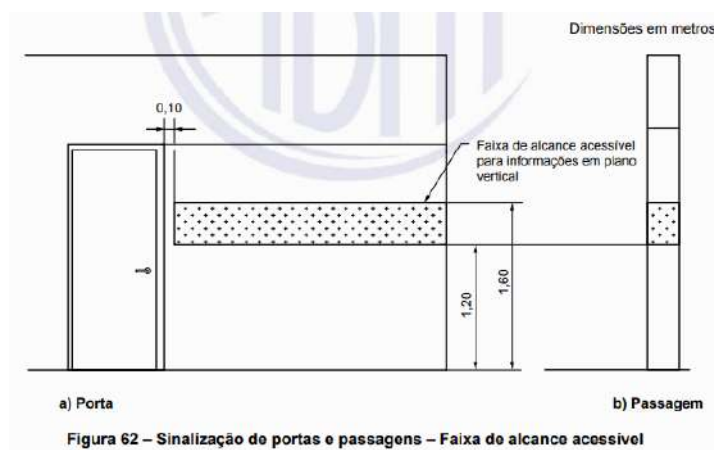 Dimensões em metros
0,10
Faixa de alcance acessível
para informações em plano
vertical
1,20
1,60
a) Porta
b) Passagem
Figura 62 – Sinalização de portas e passagens – Faixa de alcance acessível